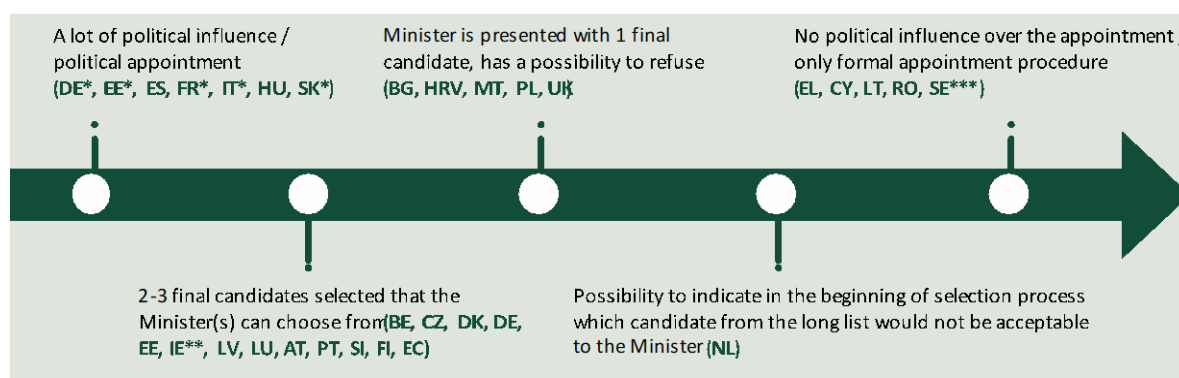 A lot of political influence /
political appointment
(DE*, EE*, ES, FR*, IT*, HU, SK*)
Minister is presented with 1 final
candidate, has a possibility to refuse
(BG, HRV, MT, PL, UK)
No political influence over the appointment /
only formal appointment procedure
(EL, CY, LT, RO, SE***)
2-3 final candidates selected that the
Minister(s) can choose from(BE, CZ, DK, DE,
EE, IE**, LV, LU, AT, PT, SI, FI, EC)
Possibility to indicate in the beginning of selection process
which candidate from the long list would not be acceptable
to the Minister (NL)